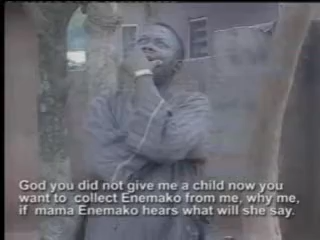 God you did not give me a child now you
want to  collect Enemako from me, why me,
if  mama Enemako hears what will she say.